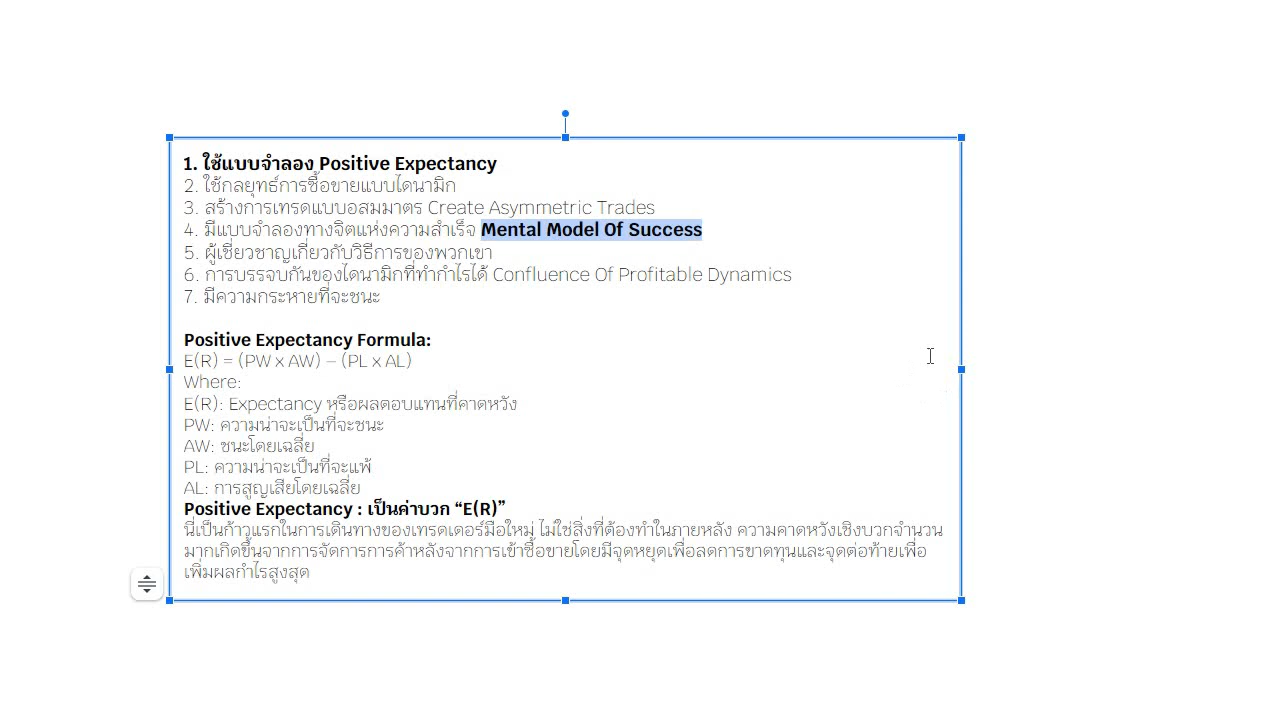 1. ใช้แบบจำลอง Positive Expectancy
2. ใช้กลยุทธ์การซื้อขายแบบไดนามิก
3. สร้างการเทรดแบบอสมมาตร Create Asymmetric Trades
4. มีแบบจำลองทางจิตแห่งความสำเร็จ Mental Model Of Success
5. ผู้เชี่ยวชาญเกี่ยวกับวิธีการของพวกเขา
6. การบรรจบกันของไดนามิกที่ทำกำไรได้ Confluence Of Profitable Dynamics
7. มีความกระหายที่จะชนะ
Positive Expectancy Formula:
E(R) = (PW x AW) – (PL x AL)
Where:
E(R): Expectancy หรือผลตอบแทนที่คาดหวัง
PW: ความน่าจะเป็นที่จะชนะ
AW: ชนะโดยเฉลี่ย
PL: ความน่าจะเป็นที่จะแพ้
AL: การสูญเสียโดยเฉลี่ย
Positive Expectancy : เป็นค่าบวก “E(R)”
นี่เป็นก้าวแรกในการเดินทางของเทรดเดอร์มือใหม่ ไม่ใช่สิ่งที่ต้องทำในภายหลัง ความคาดหวังเชิงบวกจำนวน
มากเกิดขึ้นจากการจัดการการค้าหลังจากการเข้าซื้อขายโดยมีจุดหยุดเพื่อลดการขาดทุนและจุดต่อท้ายเพื่อ
เพิ่มผลกำไรสูงสุด